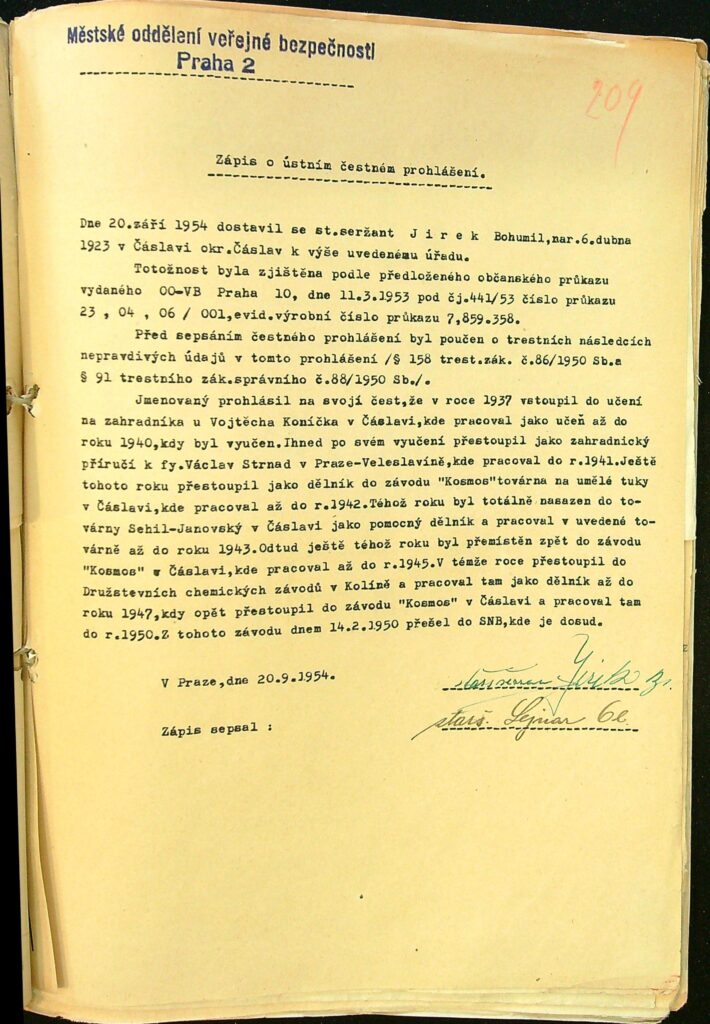 Městské oddělení veřejné bezpečnosti
Praha 2
209
Zápis o ústním čestném prohlášení.
Dne 20.září 1954 dostavil se st.seržant J i r e k Bohumil,nar.6.dubna
1923 v Čáslavi okr.Čáslav k výše uvedenému úřadu.
Totožnost byla zjištěna podle předloženého občanského průkazu
vydaného OO-VB Praha 10, dne 11.3.1953 pod čj.441/53 číslo průkazu
23 , 04 , 06 / 001,evid.výrobní číslo průkazu 7,859.358.
Před sepsáním čestného prohlášení byl poučen o trestních následcích
nepravdivých údajů v tomto prohlášení /§ 158 trest.zák. č.86/1950 Sb.a
§ 91 trestního zák.správního č.88/1950 Sb./.
Jmenovaný prohlásil na svojí čest,že v roce 1937 vstoupil do učení
na zahradníka u Vojtěcha Koníčka v Čáslavi,kde pracoval jako učeň až do
roku 1940,kdy byl vyučen.Ihned po svém vyučení přestoupil jako zahradnický
příručí k fy.Václav Strnad v Praze-Veleslavíně,kde pracoval do r.1941.Ještě
tohoto roku přestoupil jako dělník do závodu "Kosmos"továrna na umělé tuky
v Čáslavi,kde pracoval až do r.1942.Téhož roku byl totálně nasazen do to-
várny Sehil-Janovský v Čáslavi jako pomocný dělník a pracoval v uvedené to-
várně až do roku 1943.Odtud ještě téhož roku byl přemístěn zpět do závodu
"Kosmos" v Čáslavi,kde pracoval až do r.1945.V témže roce přestoupil do
Družstevních chemických závodů v Kolíně a pracoval tam jako dělník až do
roku 1947,kdy opět přestoupil do závodu "Kosmos" v Čáslavi a pracoval tam
do r.1950.Z tohoto závodu dnem 14.2.1950 přešel do SNB,kde je dosud.
V Praze,dne 20.9.1954.
Jirek
Zápis sepsal :
starš.